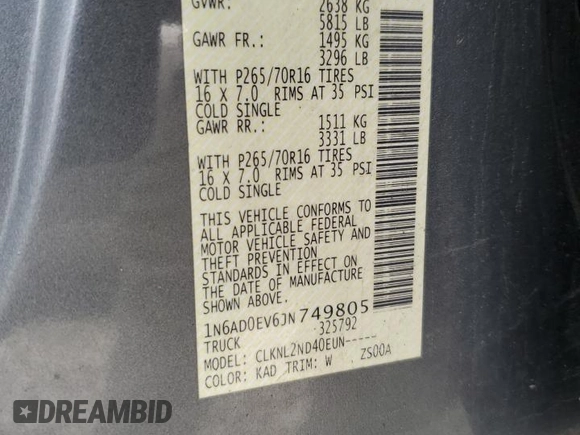 GVWR: 2638 KG
5815 LB
GAWR FR.: 1495 KG
3296 LB
WITH P265/70R16 TIRES
16 X 7.0 RIMS AT 35 PSI
COLD SINGLE
GAWR RR.: 1511 KG
3331 LB
WITH P265/70R16 TIRES
16 X 7.0 RIMS AT 35 PSI
COLD SINGLE
THIS VEHICLE CONFORMS TO
ALL APPLICABLE FEDERAL
MOTOR VEHICLE SAFETY AND
THEFT PREVENTION
STANDARDS IN EFFECT ON
THE DATE OF MANUFACTURE
SHOWN ABOVE.
1N6AD0EV6JN749805
TRUCK 325792
MODEL: CLKNL2ND40EUN-----
COLOR: KAD TRIM: W ZS00A
DREAMBID